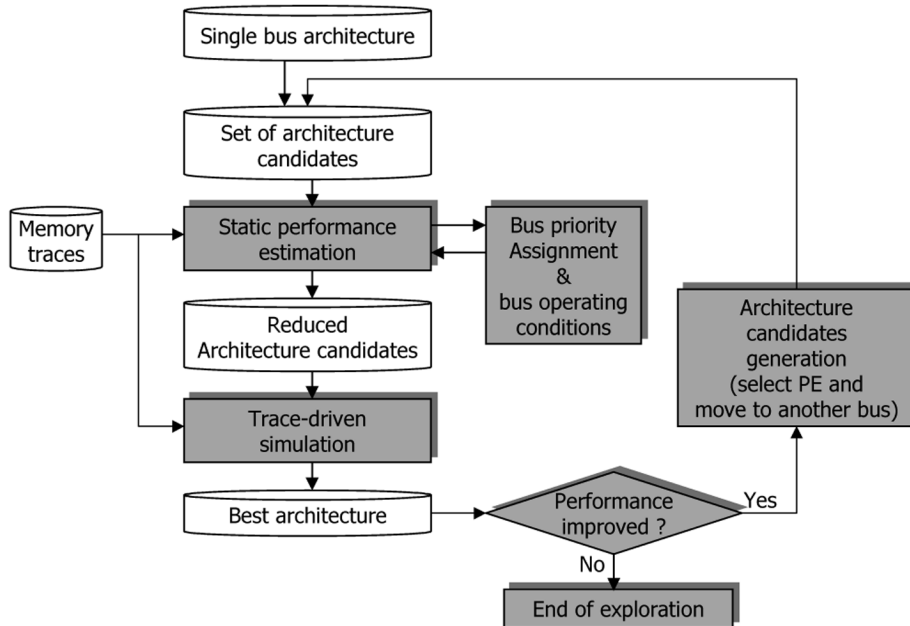 Single bus architecture
Set of architecture
candidates
Memory
traces
Static performance
estimation
Bus priority
Assignment
&
bus operating
conditions
Reduced
Architecture candidates
Architecture
candidates
generation
(select PE and
move to another bus)
Trace-driven
simulation
Best architecture
Performance
improved ?
Yes
No
End of exploration